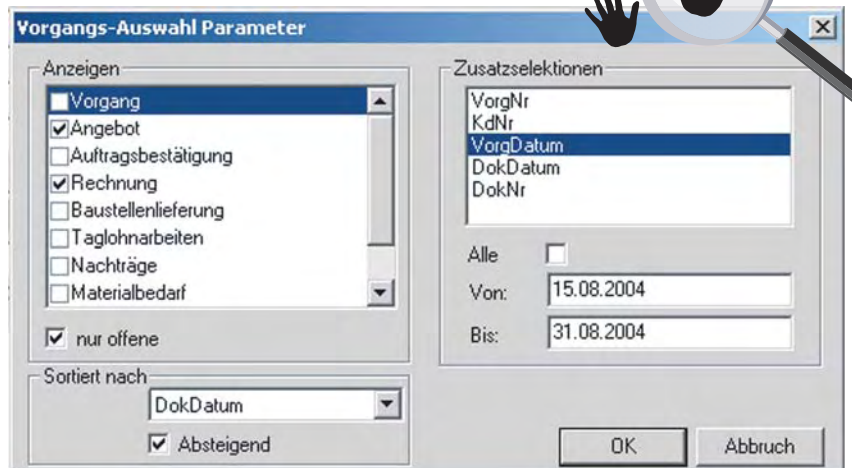 Vorgangs-Auswahl Parameter
Anzeigen
Vorgang
Angebot
Auftragsbestätigung
Rechnung
Baustellenlieferung
Taglohnarbeiten
Nachträge
Materialbedarf
nur offene
Sortiert nach
DokDatum
Absteigend
Zusatzselektionen
VorgNr
KdNr
VorgDatum
DokDatum
DokNr
Alle
Von: 15.08.2004
Bis: 31.08.2004
OK Abbruch